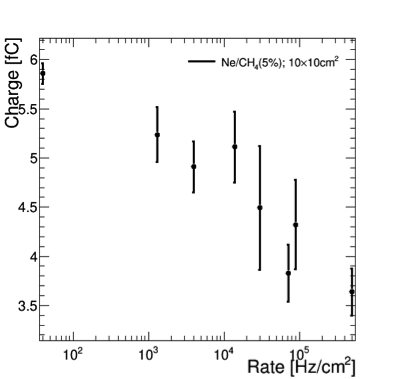 Charge [fC]
6
5.5
5
4.5
4
3.5
Ne/CH₄(5%); 10×10cm²
10² 10³ 10⁴ 10⁵
Rate [Hz/cm²]